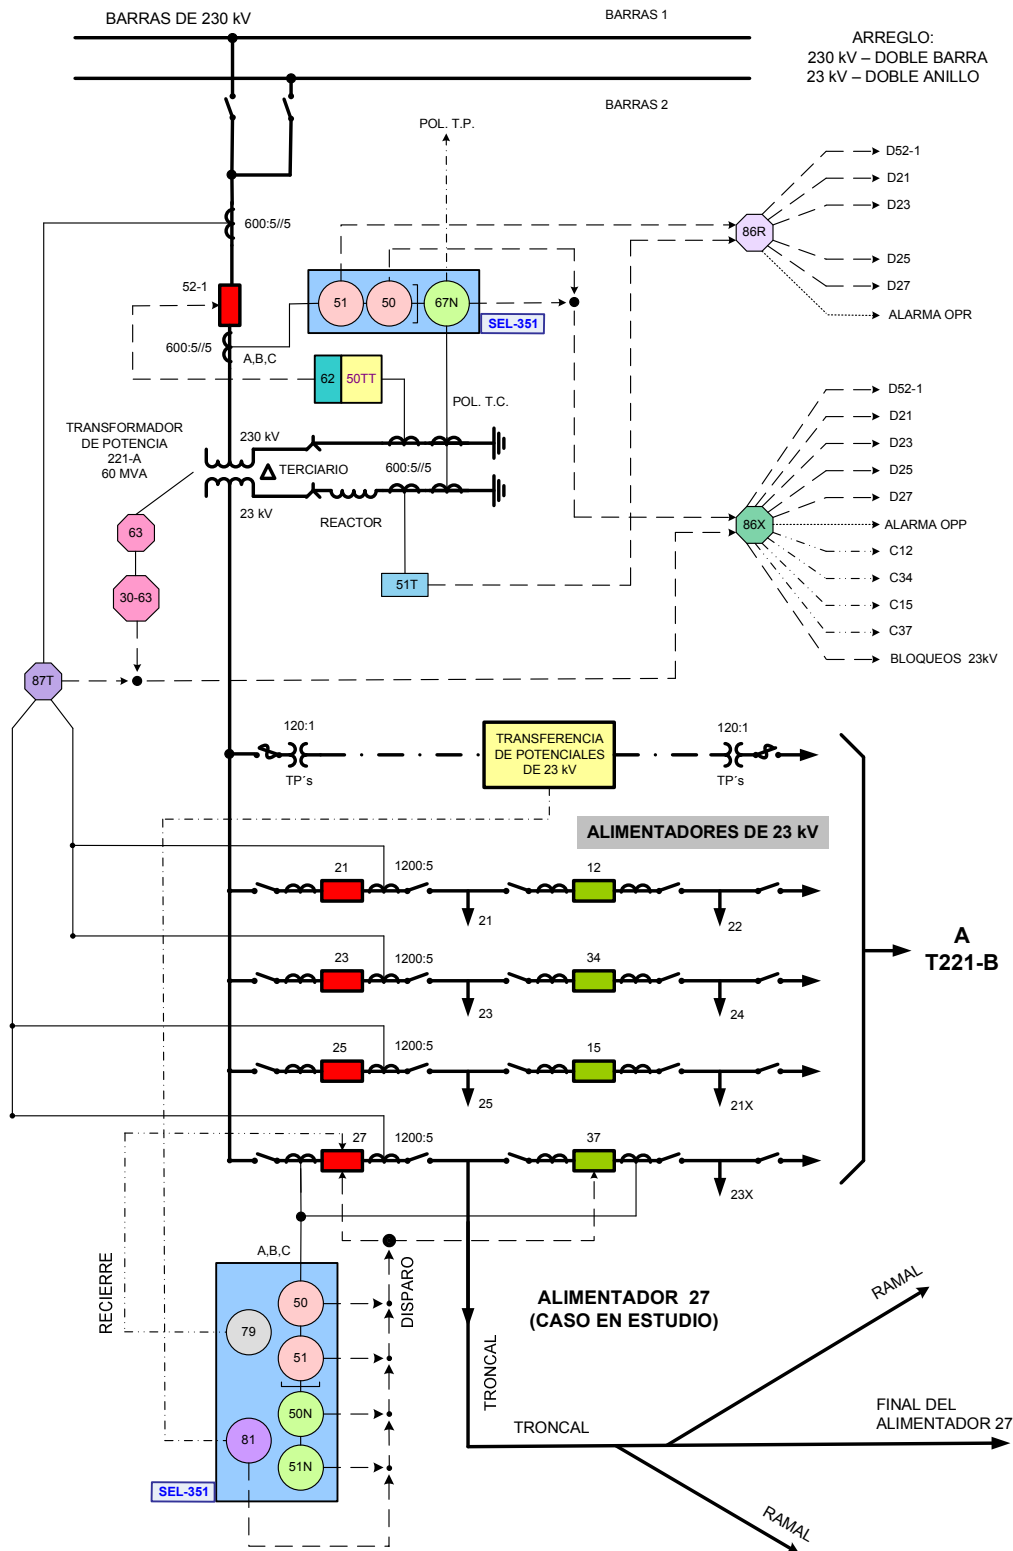 BARRAS DE 230 kV
BARRAS 1
ARREGLO:
230 kV – DOBLE BARRA
23 kV – DOBLE ANILLO
BARRAS 2
POL. T.P.
D52-1
D21
D23
86R
D25
D27
ALARMA OPR
600:5//5
52-1
51
50
67N
SEL-351
600:5//5
A,B,C
62
50TT
POL. T.C.
D52-1
D21
D23
D25
D27
86X
ALARMA OPP
C12
C34
C15
C37
BLOQUEOS 23kV
TRANSFORMADOR
DE POTENCIA
221-A
60 MVA
230 kV
TERCIARIO
600:5//5
23 kV
REACTOR
63
51T
30-63
87T
120:1
TP´s
TRANSFERENCIA
DE POTENCIALES
DE 23 kV
120:1
TP´s
ALIMENTADORES DE 23 kV
21
1200:5
12
21
22
A
T221-B
23
1200:5
34
23
24
25
1200:5
15
25
21X
27
1200:5
37
23X
RECIERRE
A,B,C
DISPARO
50
79
51
50N
81
51N
SEL-351
ALIMENTADOR 27
(CASO EN ESTUDIO)
TRONCAL
TRONCAL
RAMAL
FINAL DEL
ALIMENTADOR 27
RAMAL